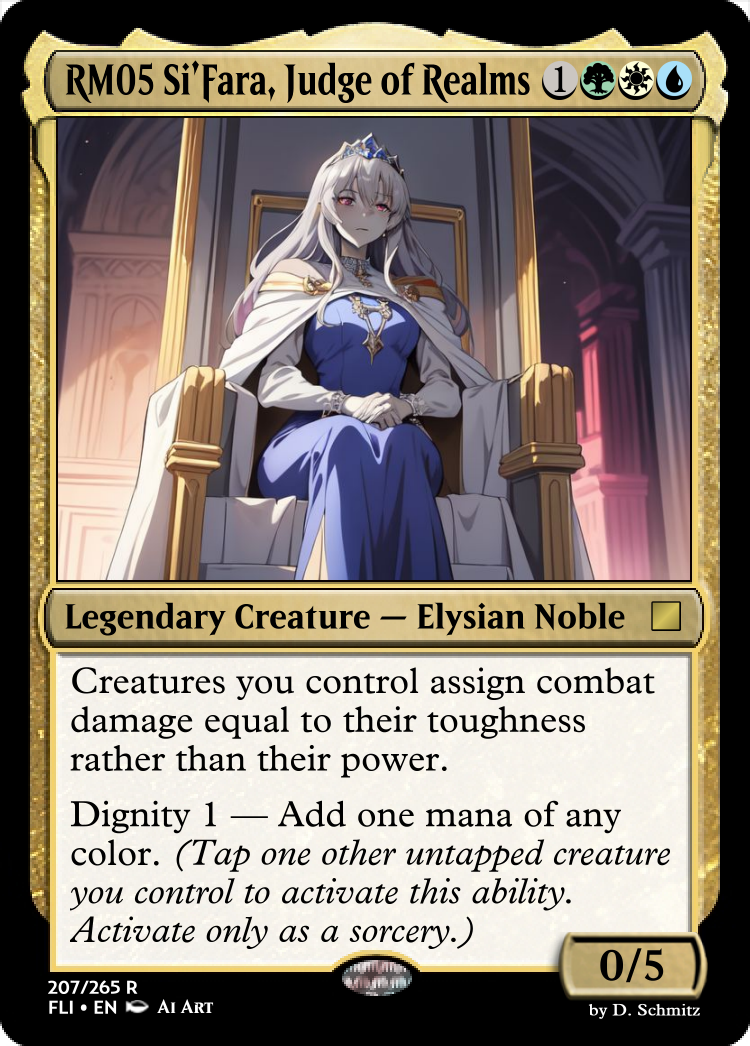 RM05 Si'Fara, Judge of Realms 1
Legendary Creature — Elysian Noble
Creatures you control assign combat
damage equal to their toughness
rather than their power.
Dignity 1 — Add one mana of any
color. (Tap one other untapped creature
you control to activate this ability.
Activate only as a sorcery.)
0/5
207/265 R
FLI • EN AI ART
by D. Schmitz